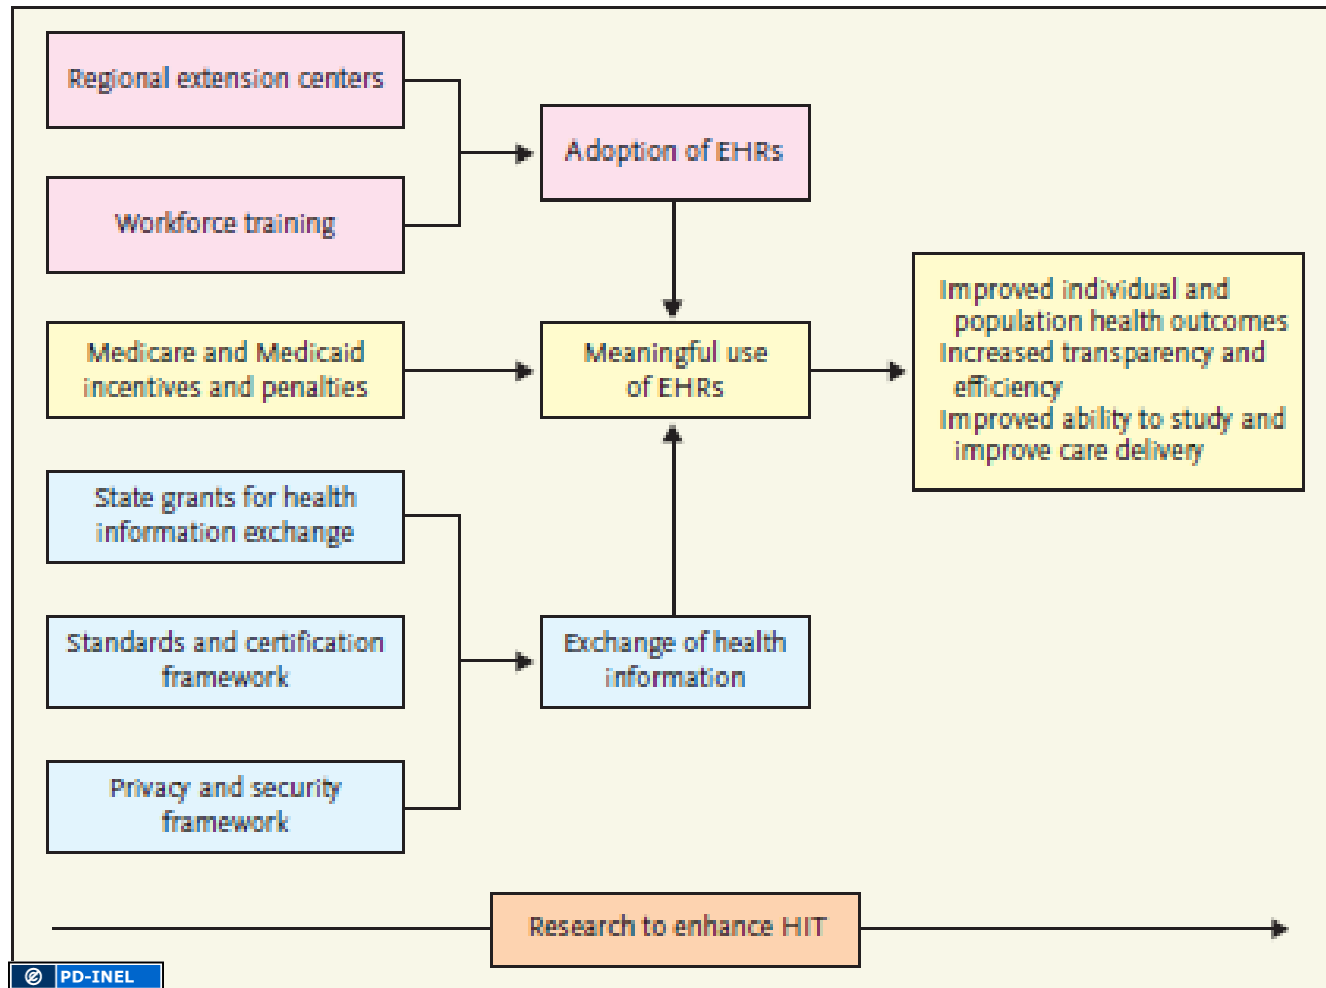 Regional extension centers
Workforce training
Adoption of EHRs
Medicare and Medicaid
incentives and penalties
Meaningful use
of EHRs
Improved individual and
population health outcomes
Increased transparency and
efficiency
Improved ability to study and
improve care delivery
State grants for health
information exchange
Standards and certification
framework
Privacy and security
framework
Exchange of health
information
Research to enhance HIT
PD-INEL